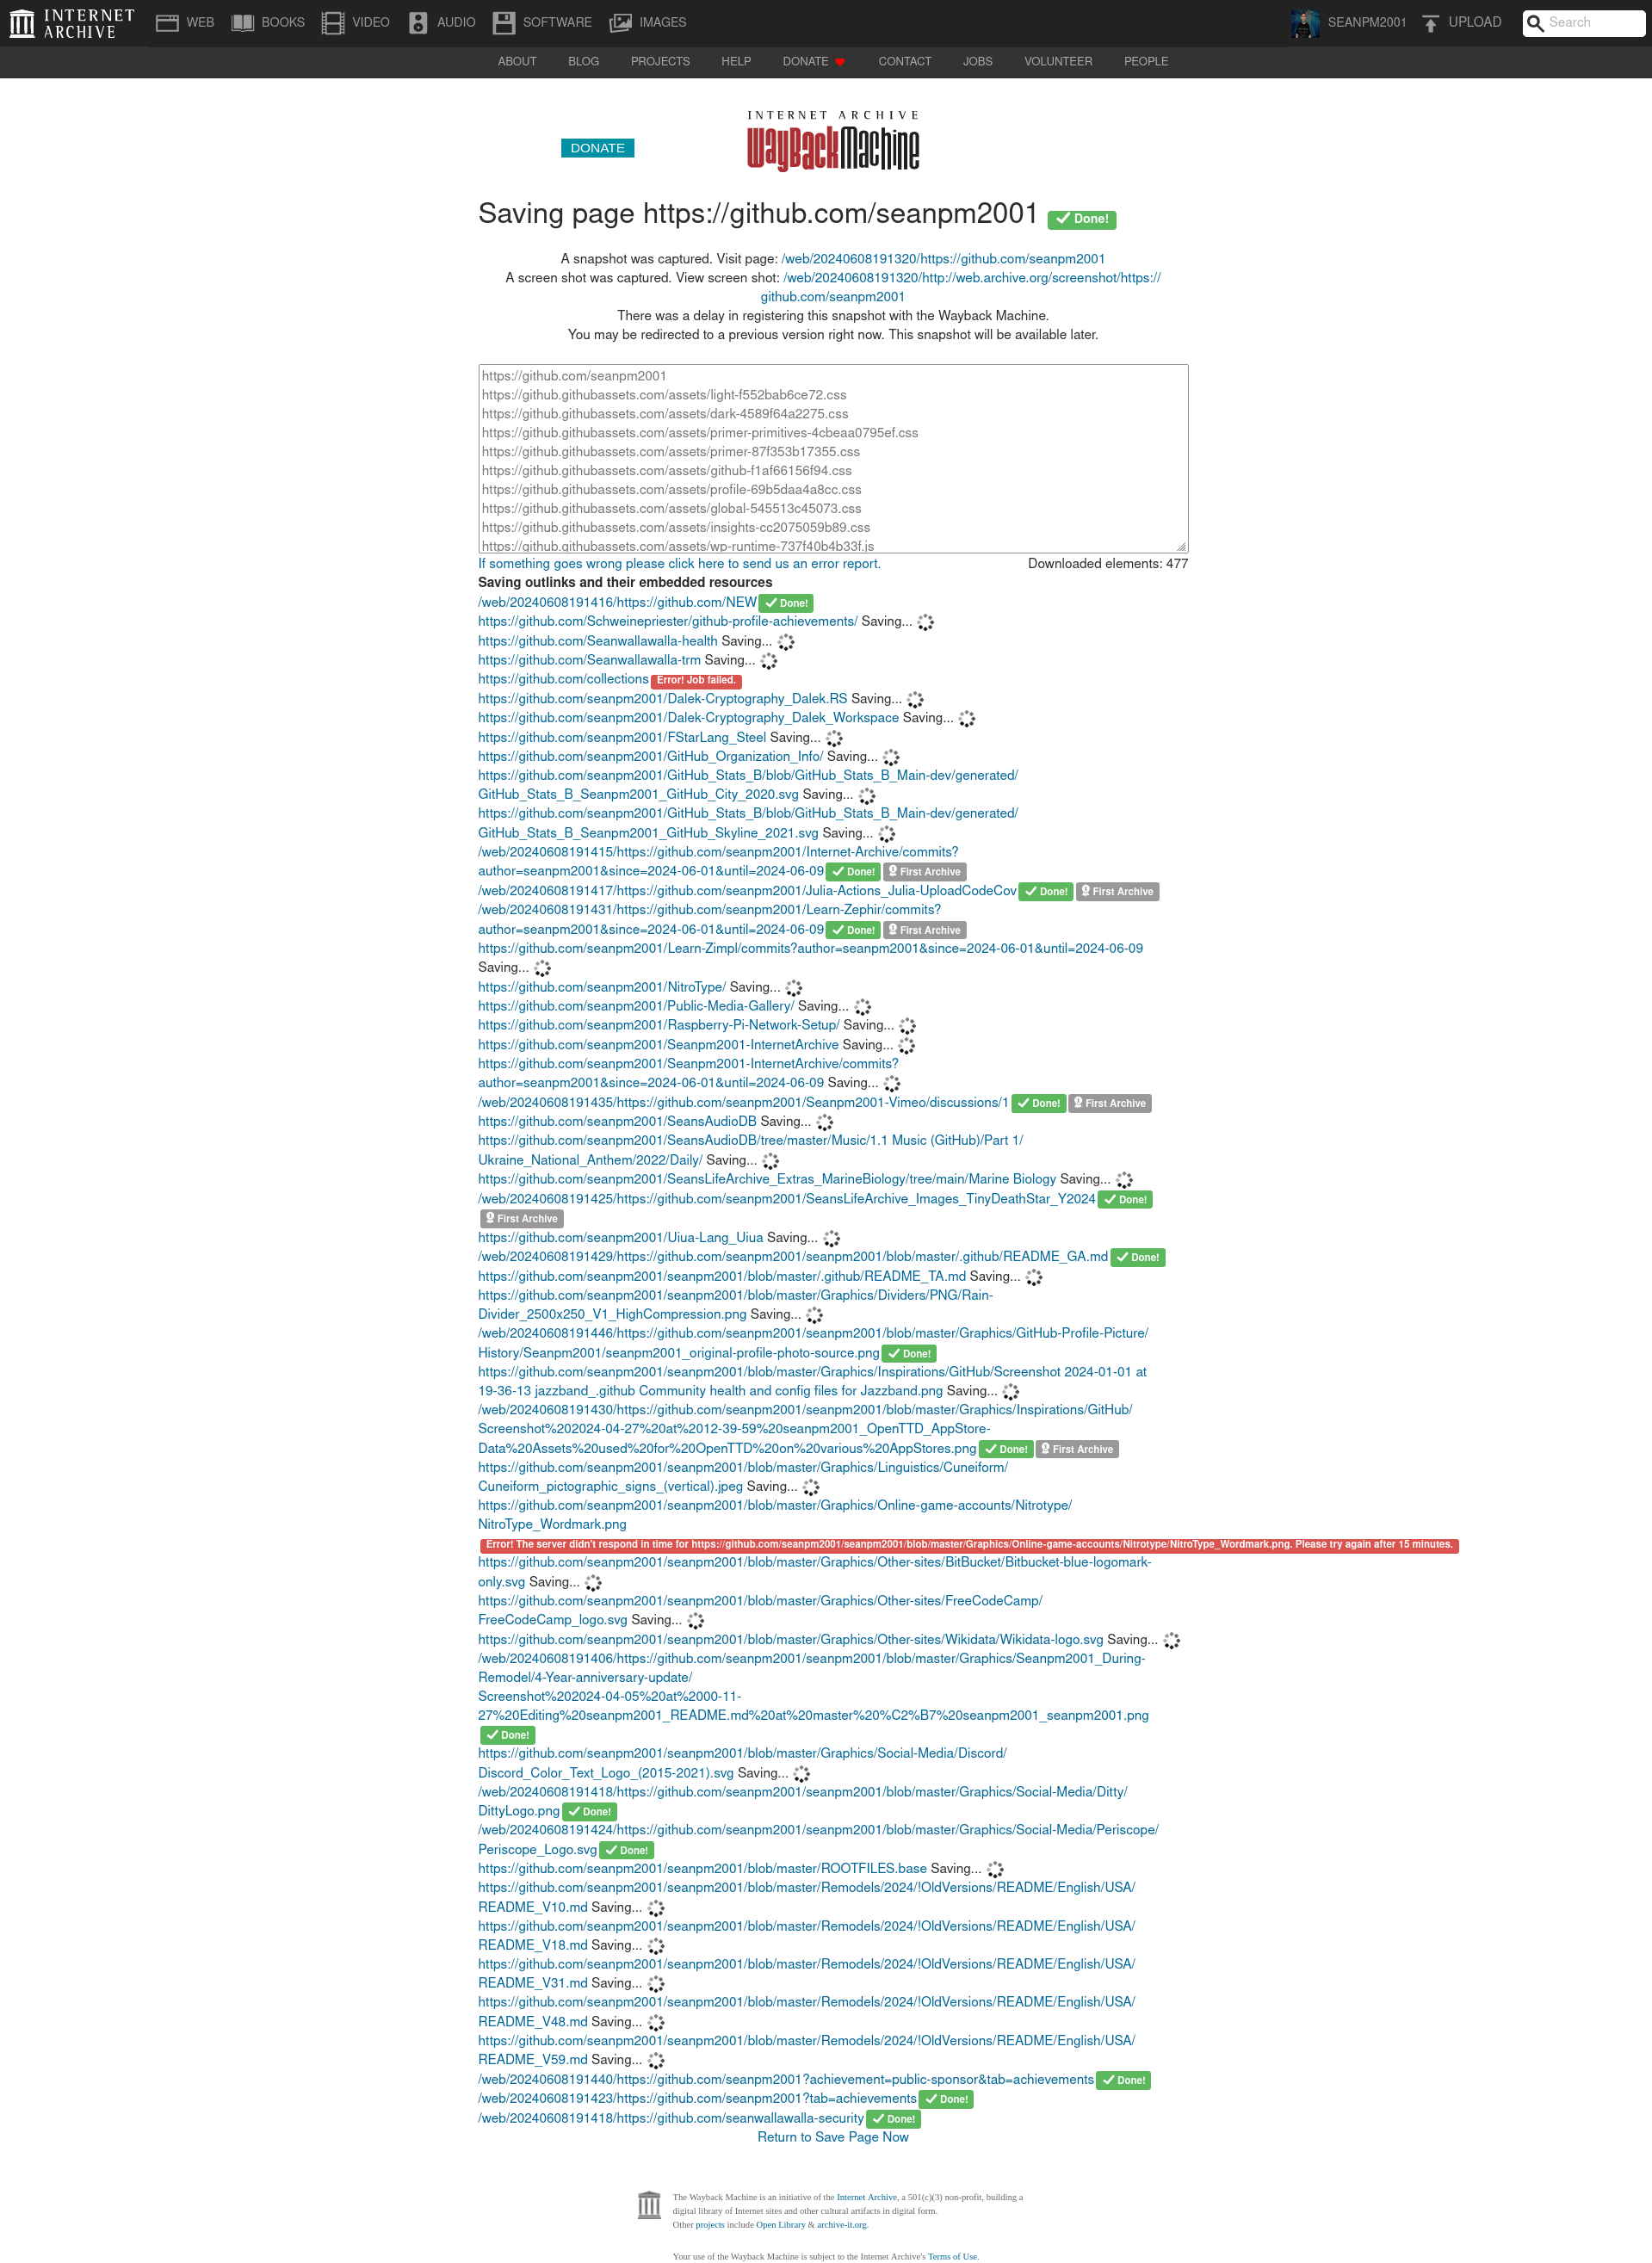 INTERNET ARCHIVE
WEB BOOKS VIDEO AUDIO SOFTWARE IMAGES SEANPM2001 UPLOAD Search
ABOUT BLOG PROJECTS HELP DONATE CONTACT JOBS VOLUNTEER PEOPLE
INTERNET ARCHIVE
DONATE
WayBackMachine
Saving page https://github.com/seanpm2001 Done!
A snapshot was captured. Visit page: /web/20240608191320/https://github.com/seanpm2001
A screen shot was captured. View screen shot: /web/20240608191320/http://web.archive.org/screenshot/https://
github.com/seanpm2001
There was a delay in registering this snapshot with the Wayback Machine.
You may be redirected to a previous version right now. This snapshot will be available later.
https://github.com/seanpm2001
https://github.githubassets.com/assets/light-f552bab6ce72.css
https://github.githubassets.com/assets/dark-4589f64a2275.css
https://github.githubassets.com/assets/primer-primitives-4cbeaa0795ef.css
https://github.githubassets.com/assets/primer-87f353b17355.css
https://github.githubassets.com/assets/github-f1af66156f94.css
https://github.githubassets.com/assets/profile-69b5daa4a8cc.css
https://github.githubassets.com/assets/global-545513c45073.css
https://github.githubassets.com/assets/insights-cc2075059b89.css
https://github.githubassets.com/assets/wp-runtime-737f40b4b33f.js
If something goes wrong please click here to send us an error report. Downloaded elements: 477
Saving outlinks and their embedded resources
/web/20240608191416/https://github.com/NEW Done!
https://github.com/Schweinepriester/github-profile-achievements/ Saving...
https://github.com/Seanwallawalla-health Saving...
https://github.com/Seanwallawalla-trm Saving...
https://github.com/collections Error! Job failed.
https://github.com/seanpm2001/Dalek-Cryptography_Dalek.RS Saving...
https://github.com/seanpm2001/Dalek-Cryptography_Dalek_Workspace Saving...
https://github.com/seanpm2001/FStarLang_Steel Saving...
https://github.com/seanpm2001/GitHub_Organization_Info/ Saving...
https://github.com/seanpm2001/GitHub_Stats_B/blob/GitHub_Stats_B_Main-dev/generated/
GitHub_Stats_B_Seanpm2001_GitHub_City_2020.svg Saving...
https://github.com/seanpm2001/GitHub_Stats_B/blob/GitHub_Stats_B_Main-dev/generated/
GitHub_Stats_B_Seanpm2001_GitHub_Skyline_2021.svg Saving...
/web/20240608191415/https://github.com/seanpm2001/Internet-Archive/commits?
author=seanpm2001&since=2024-06-01&until=2024-06-09 Done! First Archive
/web/20240608191417/https://github.com/seanpm2001/Julia-Actions_Julia-UploadCodeCov Done! First Archive
/web/20240608191431/https://github.com/seanpm2001/Learn-Zephir/commits?
author=seanpm2001&since=2024-06-01&until=2024-06-09 Done! First Archive
https://github.com/seanpm2001/Learn-Zimpl/commits?author=seanpm2001&since=2024-06-01&until=2024-06-09
Saving...
https://github.com/seanpm2001/NitroType/ Saving...
https://github.com/seanpm2001/Public-Media-Gallery/ Saving...
https://github.com/seanpm2001/Raspberry-Pi-Network-Setup/ Saving...
https://github.com/seanpm2001/Seanpm2001-InternetArchive Saving...
https://github.com/seanpm2001/Seanpm2001-InternetArchive/commits?
author=seanpm2001&since=2024-06-01&until=2024-06-09 Saving...
/web/20240608191435/https://github.com/seanpm2001/Seanpm2001-Vimeo/discussions/1 Done! First Archive
https://github.com/seanpm2001/SeansAudioDB Saving...
https://github.com/seanpm2001/SeansAudioDB/tree/master/Music/1.1 Music (GitHub)/Part 1/
Ukraine_National_Anthem/2022/Daily/ Saving...
https://github.com/seanpm2001/SeansLifeArchive_Extras_MarineBiology/tree/main/Marine Biology Saving...
/web/20240608191425/https://github.com/seanpm2001/SeansLifeArchive_Images_TinyDeathStar_Y2024 Done!
First Archive
https://github.com/seanpm2001/Uiua-Lang_Uiua Saving...
/web/20240608191429/https://github.com/seanpm2001/seanpm2001/blob/master/.github/README_GA.md Done!
https://github.com/seanpm2001/seanpm2001/blob/master/.github/README_TA.md Saving...
https://github.com/seanpm2001/seanpm2001/blob/master/Graphics/Dividers/PNG/Rain-
Divider_2500x250_V1_HighCompression.png Saving...
/web/20240608191446/https://github.com/seanpm2001/seanpm2001/blob/master/Graphics/GitHub-Profile-Picture/
History/Seanpm2001/seanpm2001_original-profile-photo-source.png Done!
https://github.com/seanpm2001/seanpm2001/blob/master/Graphics/Inspirations/GitHub/Screenshot 2024-01-01 at
19-36-13 jazzband_.github Community health and config files for Jazzband.png Saving...
/web/20240608191430/https://github.com/seanpm2001/seanpm2001/blob/master/Graphics/Inspirations/GitHub/
Screenshot%202024-04-27%20at%2012-39-59%20seanpm2001_OpenTTD_AppStore-
Data%20Assets%20used%20for%20OpenTTD%20on%20various%20AppStores.png Done! First Archive
https://github.com/seanpm2001/seanpm2001/blob/master/Graphics/Linguistics/Cuneiform/
Cuneiform_pictographic_signs_(vertical).jpeg Saving...
https://github.com/seanpm2001/seanpm2001/blob/master/Graphics/Online-game-accounts/Nitrotype/
NitroType_Wordmark.png
Error! The server didn't respond in time for https://github.com/seanpm2001/seanpm2001/blob/master/Graphics/Online-game-accounts/Nitrotype/NitroType_Wordmark.png. Please try again after 15 minutes.
https://github.com/seanpm2001/seanpm2001/blob/master/Graphics/Other-sites/BitBucket/Bitbucket-blue-logomark-
only.svg Saving...
https://github.com/seanpm2001/seanpm2001/blob/master/Graphics/Other-sites/FreeCodeCamp/
FreeCodeCamp_logo.svg Saving...
https://github.com/seanpm2001/seanpm2001/blob/master/Graphics/Other-sites/Wikidata/Wikidata-logo.svg Saving...
/web/20240608191406/https://github.com/seanpm2001/seanpm2001/blob/master/Graphics/Seanpm2001_During-
Remodel/4-Year-anniversary-update/
Screenshot%202024-04-05%20at%2000-11-
27%20Editing%20seanpm2001_README.md%20at%20master%20%C2%B7%20seanpm2001_seanpm2001.png
Done!
https://github.com/seanpm2001/seanpm2001/blob/master/Graphics/Social-Media/Discord/
Discord_Color_Text_Logo_(2015-2021).svg Saving...
/web/20240608191418/https://github.com/seanpm2001/seanpm2001/blob/master/Graphics/Social-Media/Ditty/
DittyLogo.png Done!
/web/20240608191424/https://github.com/seanpm2001/seanpm2001/blob/master/Graphics/Social-Media/Periscope/
Periscope_Logo.svg Done!
https://github.com/seanpm2001/seanpm2001/blob/master/ROOTFILES.base Saving...
https://github.com/seanpm2001/seanpm2001/blob/master/Remodels/2024/!OldVersions/README/English/USA/
README_V10.md Saving...
https://github.com/seanpm2001/seanpm2001/blob/master/Remodels/2024/!OldVersions/README/English/USA/
README_V18.md Saving...
https://github.com/seanpm2001/seanpm2001/blob/master/Remodels/2024/!OldVersions/README/English/USA/
README_V31.md Saving...
https://github.com/seanpm2001/seanpm2001/blob/master/Remodels/2024/!OldVersions/README/English/USA/
README_V48.md Saving...
https://github.com/seanpm2001/seanpm2001/blob/master/Remodels/2024/!OldVersions/README/English/USA/
README_V59.md Saving...
/web/20240608191440/https://github.com/seanpm2001?achievement=public-sponsor&tab=achievements Done!
/web/20240608191423/https://github.com/seanpm2001?tab=achievements Done!
/web/20240608191418/https://github.com/seanwallawalla-security Done!
Return to Save Page Now
The Wayback Machine is an initiative of the Internet Archive, a 501(c)(3) non-profit, building a
digital library of Internet sites and other cultural artifacts in digital form.
Other projects include Open Library & archive-it.org.
Your use of the Wayback Machine is subject to the Internet Archive's Terms of Use.